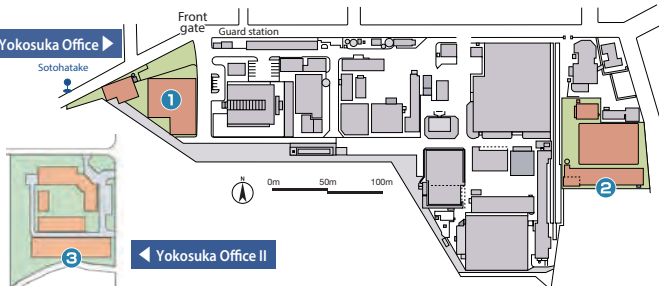 Front
gate
Guard station
Yokosuka Office ▶
Sotohatake
1
2
N
0m 50m 100m
3
◀ Yokosuka Office II